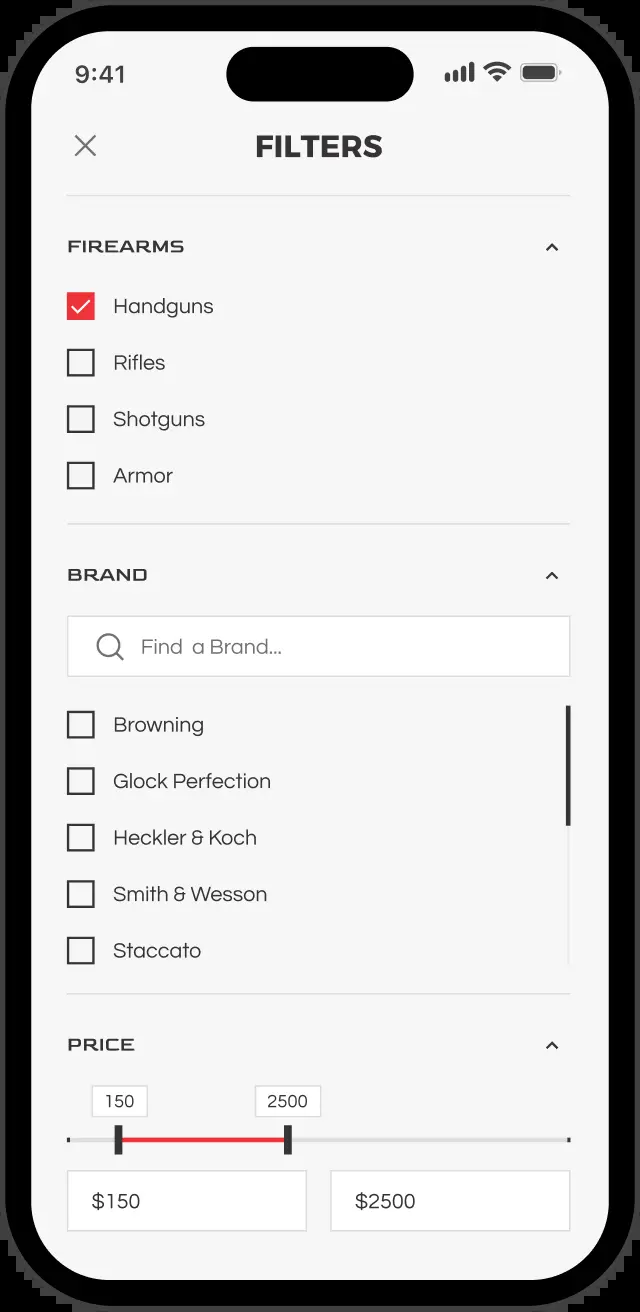 9:41
FILTERS
FIREARMS
Handguns
Rifles
Shotguns
Armor
BRAND
Find a Brand...
Browning
Glock Perfection
Heckler & Koch
Smith & Wesson
Staccato
PRICE
150 2500
$150 $2500